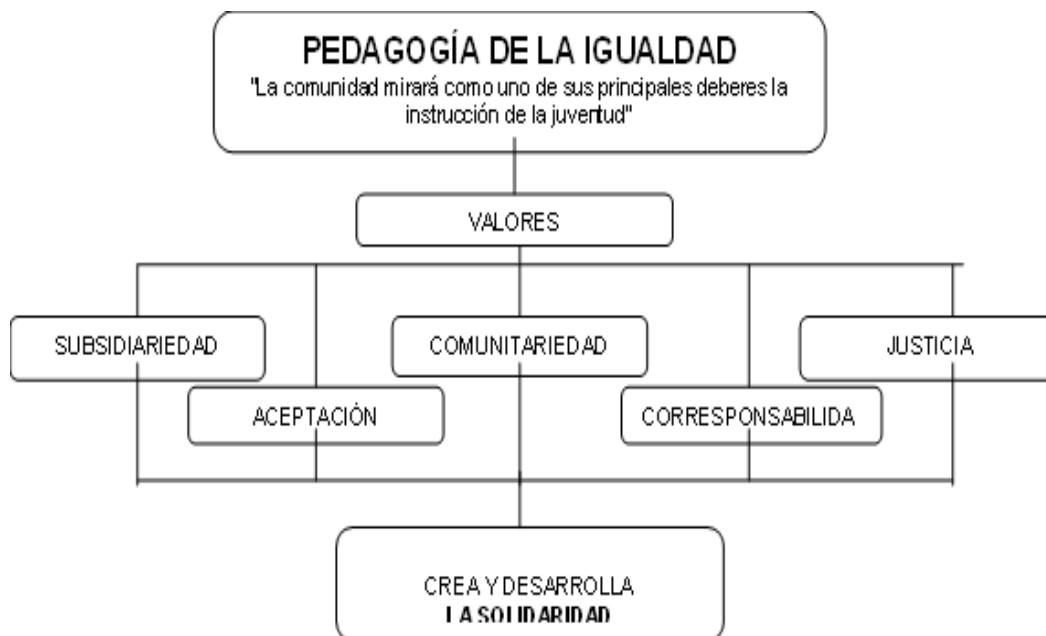 PEDAGOGÍA DE LA IGUALDAD
"La comunidad mirará como uno de sus principales deberes la
instrucción de la juventud"
VALORES
SUBSIDIARIEDAD
COMUNITARIEDAD
JUSTICIA
ACEPTACIÓN
CORRESPONSABILIDA
CREA Y DESARROLLA
LA SOLIDARIDAD